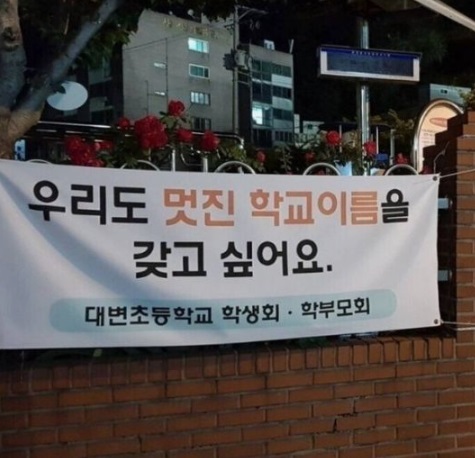 우리도 멋진 학교이름을
갖고 싶어요.
대변초등학교 학생회 · 학부모회